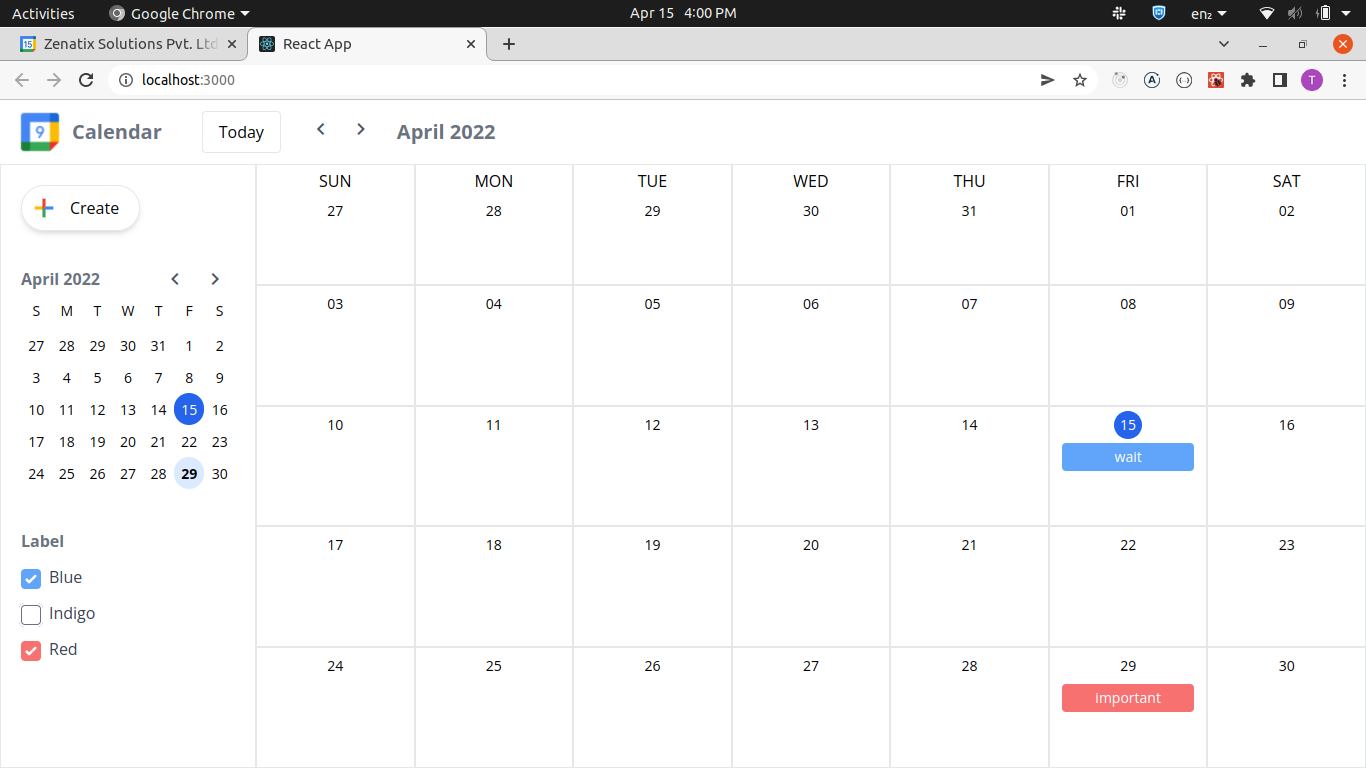 Activities Google Chrome Apr 15 4:00 PM en₂
15 Zenatix Solutions Pvt. Ltd React App
localhost:3000 T
9 Calendar Today April 2022
Create
April 2022
S M T W T F S
27 28 29 30 31 1 2
3 4 5 6 7 8 9
10 11 12 13 14 15 16
17 18 19 20 21 22 23
24 25 26 27 28 29 30
Label
Blue
Indigo
Red
SUN MON TUE WED THU FRI SAT
27 28 29 30 31 01 02
03 04 05 06 07 08 09
10 11 12 13 14 15 16
wait
17 18 19 20 21 22 23
24 25 26 27 28 29 30
important